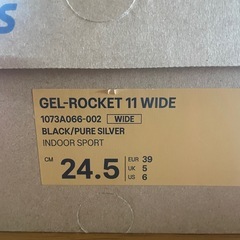 S
GEL-ROCKET 11 WIDE
1073A066-002 WIDE
BLACK/PURE SILVER
INDOOR SPORT
CM 24.5 EUR 39
UK 5
US 6